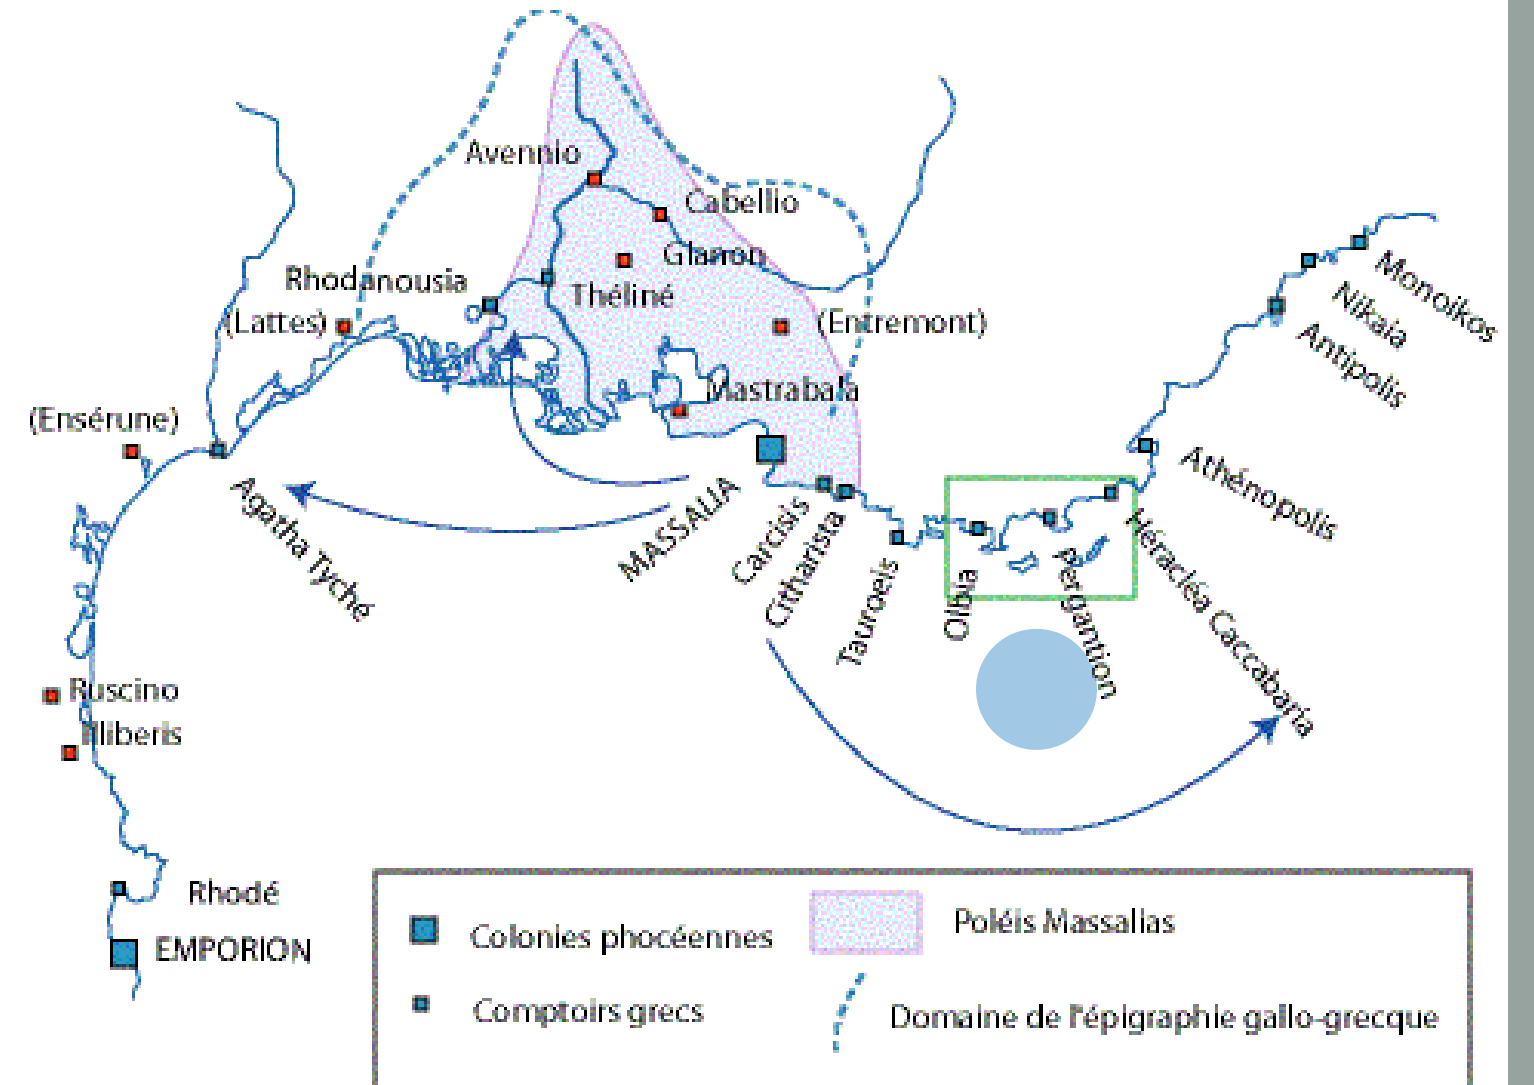 Avennio
Cabellio
Glanon
Rhodanousia
Théliné
(Lattes)
(Entremont)
Monoikos
Nikaia
Antipolis
Mastrabala
(Ensérune)
Athénopolis
Agatha Tyché
MASSALIA
Carcisis
Citharista
Tauroeis
Olbia
Pergantion
Héracléa Caccabaria
Ruscino
Illiberis
Rhodé
EMPORION
Colonies phocéennes
Poléis Massalias
Comptoirs grecs
Domaine de l'épigraphie gallo-grecque